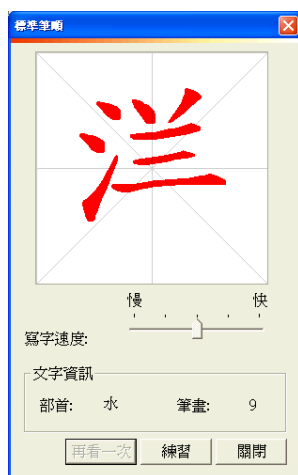 標準筆順
洋
慢 快
寫字速度:
文字資訊
部首: 水 筆畫: 9
再看一次 練習 關閉